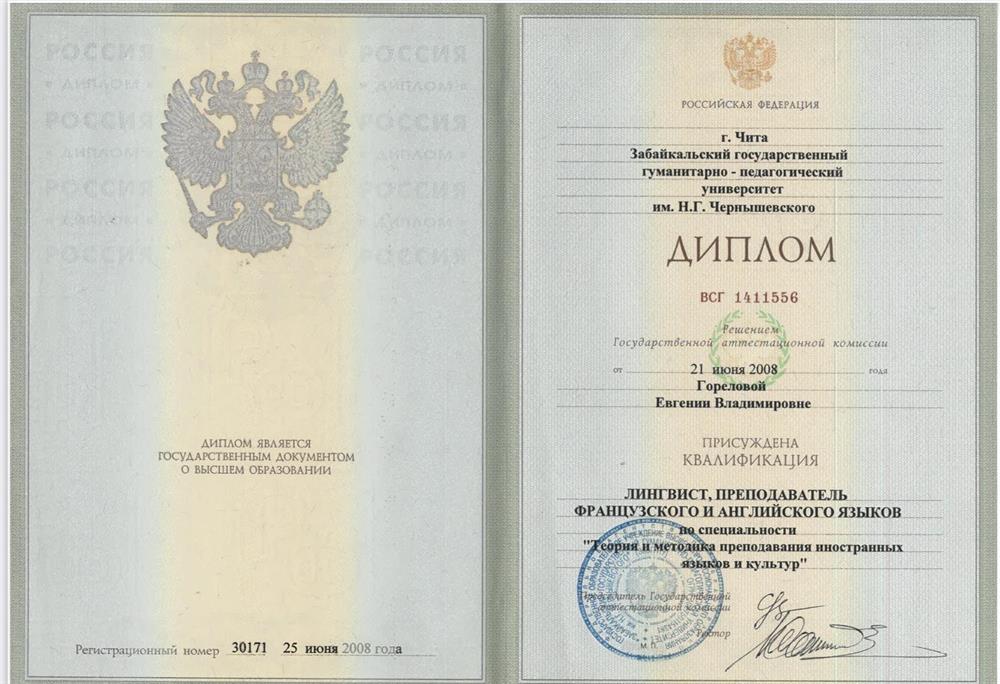 РОССИЯ РОССИЯ
* ДИПЛОМ * * ДИПЛОМ *
РОССИЯ РОССИЯ
* ДИПЛОМ * * ДИПЛОМ *
РОССИЯ РОССИЯ
* ДИПЛОМ * * ДИПЛОМ *
РОССИЯ РОССИЯ
ДИПЛОМ ЯВЛЯЕТСЯ
ГОСУДАРСТВЕННЫМ ДОКУМЕНТОМ
О ВЫСШЕМ ОБРАЗОВАНИИ
Регистрационный номер 30171 25 июня 2008 года
РОССИЙСКАЯ ФЕДЕРАЦИЯ
г. Чита
Забайкальский государственный
гуманитарно - педагогический
университет
им. Н.Г. Чернышевского
ДИПЛОМ
ВСГ 1411556
Решением
Государственной аттестационной комиссии
от 21 июня 2008 года
Гореловой
Евгении Владимировне
ПРИСУЖДЕНА
КВАЛИФИКАЦИЯ
ЛИНГВИСТ, ПРЕПОДАВАТЕЛЬ
ФРАНЦУЗСКОГО И АНГЛИЙСКОГО ЯЗЫКОВ
по специальности
"Теория и методика преподавания иностранных
языков и культур"
Председатель Государственной
аттестационной комиссии
Ректор
М. П.